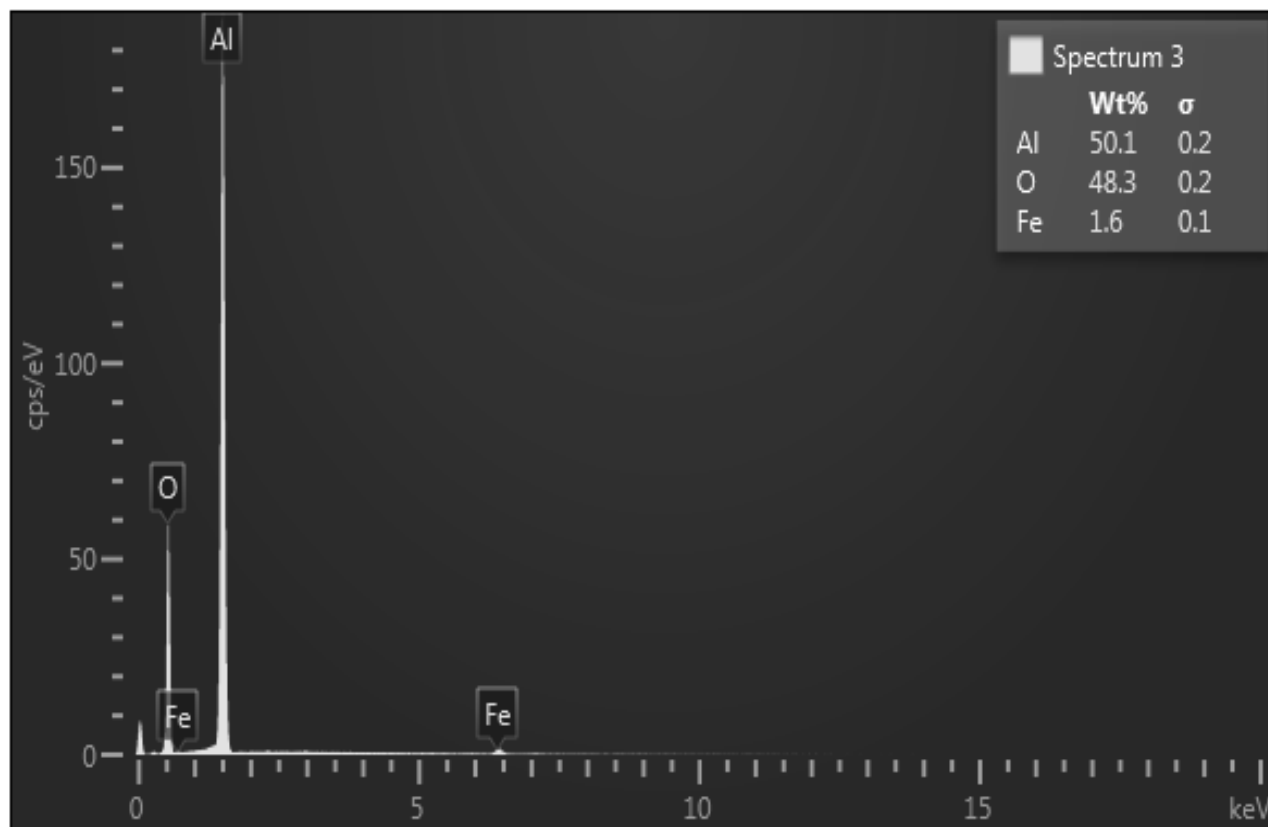 Al
Spectrum 3
Wt% σ
Al 50.1 0.2
O 48.3 0.2
Fe 1.6 0.1
150
100
cps/eV
O
50
Fe
Fe
0
0 5 10 15 keV